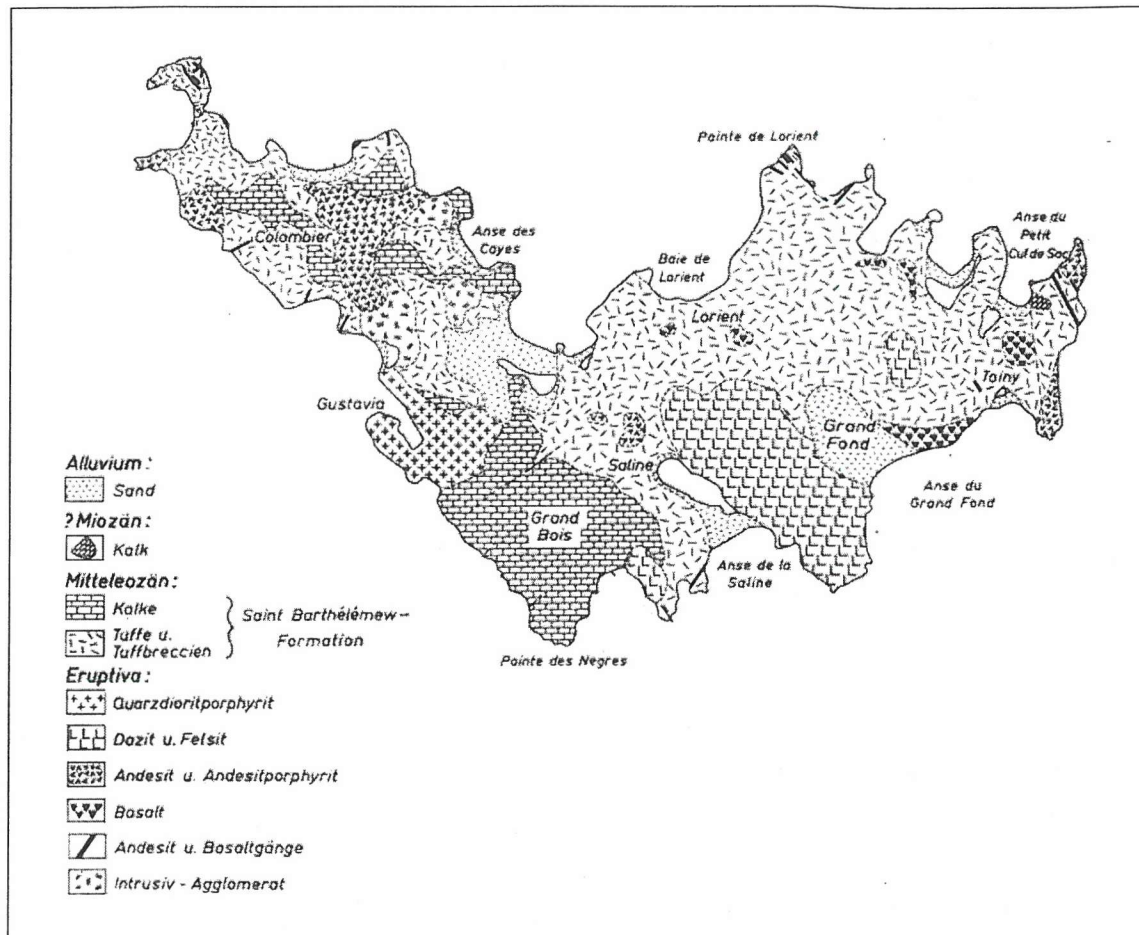 Pointe de Lorient
Anse des
Cayes
Colombier
Baie de
Lorient
Lorient
Anse du
Petit
Cul de Sac
Toiny
Gustavia
Grand
Fond
Saline
Anse du
Grand Fond
Grand
Bois
Anse de la
Saline
Pointe des Nègres
Alluvium:
Sand
?Miozän:
Kalk
Mitteleozän:
Kalke
Tuffe u.
Tuffbreccien
Saint Barthélémew-
Formation
Eruptiva:
Quarzdioritporphyrit
Dazit u. Felsit
Andesit u. Andesitporphyrit
Basalt
Andesit u. Basaltgänge
Intrusiv - Agglomerat